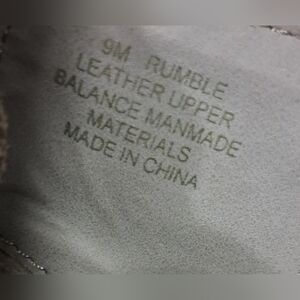 9M RUMBLE
LEATHER UPPER
BALANCE MANMADE
MATERIALS
MADE IN CHINA